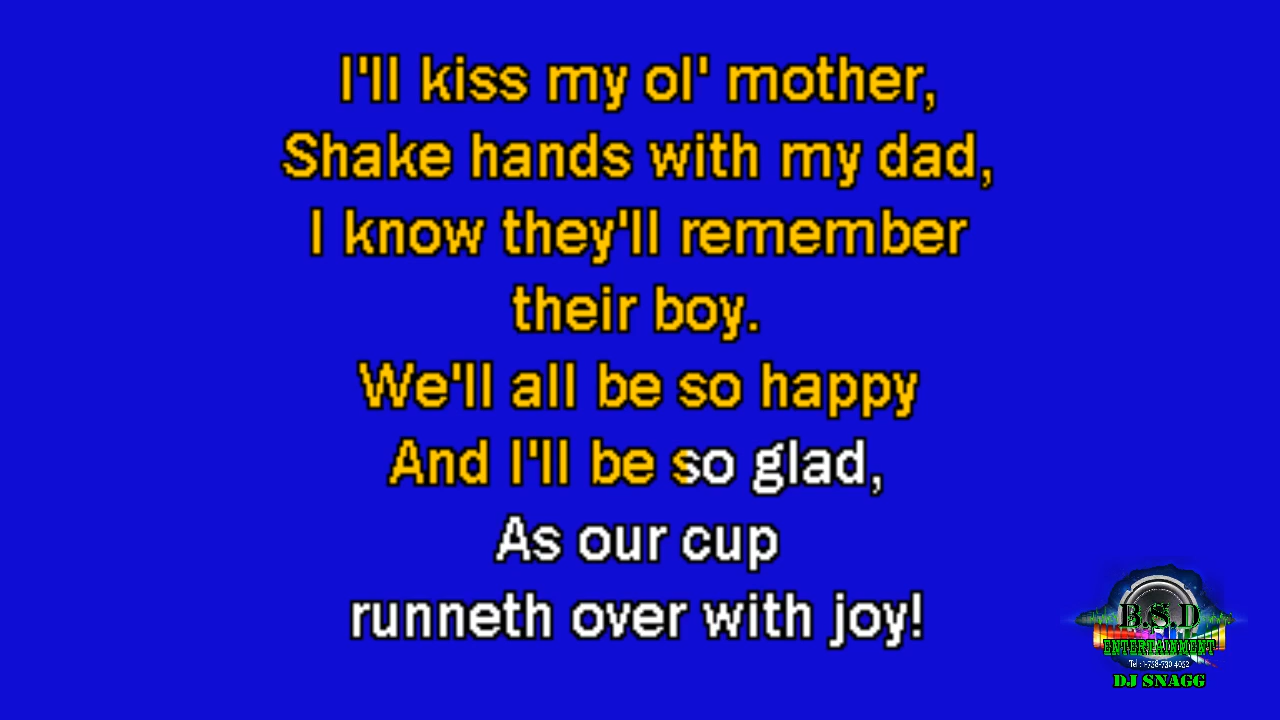 I'll kiss my ol' mother,
Shake hands with my dad,
I know they'll remember
their boy.
We'll all be so happy
And I'll be so glad,
As our cup
runneth over with joy!
B.S.D
ENTERTAINMENT
DJ SNAGG